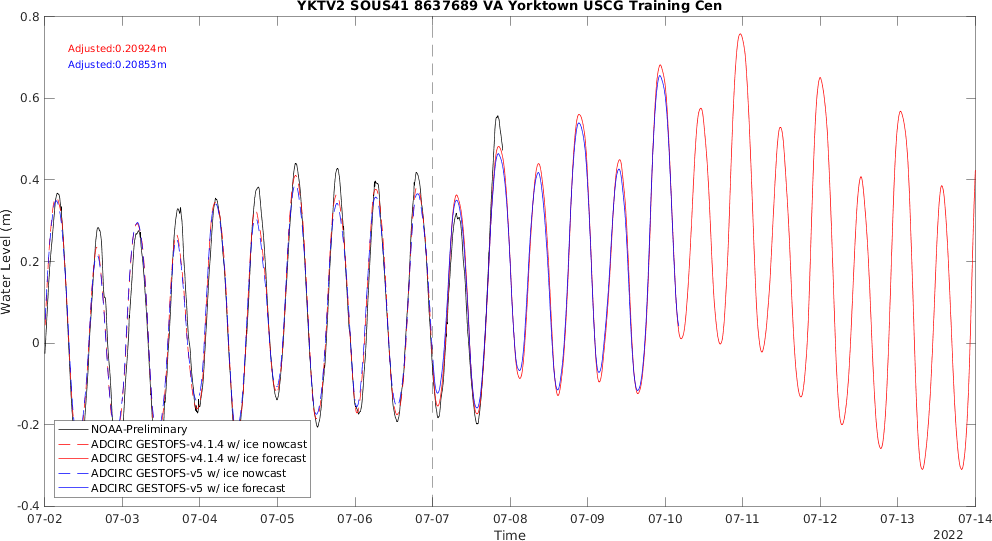 YKTV2 SOUS41 8637689 VA Yorktown USCG Training Cen
Adjusted:0.20924m
Adjusted:0.20853m
Water Level (m)
0.8
0.6
0.4
0.2
0
-0.2
-0.4
NOAA-Preliminary
ADCIRC GESTOFS-v4.1.4 w/ ice nowcast
ADCIRC GESTOFS-v4.1.4 w/ ice forecast
ADCIRC GESTOFS-v5 w/ ice nowcast
ADCIRC GESTOFS-v5 w/ ice forecast
07-02 07-03 07-04 07-05 07-06 07-07 07-08 07-09 07-10 07-11 07-12 07-13 07-14
Time
2022